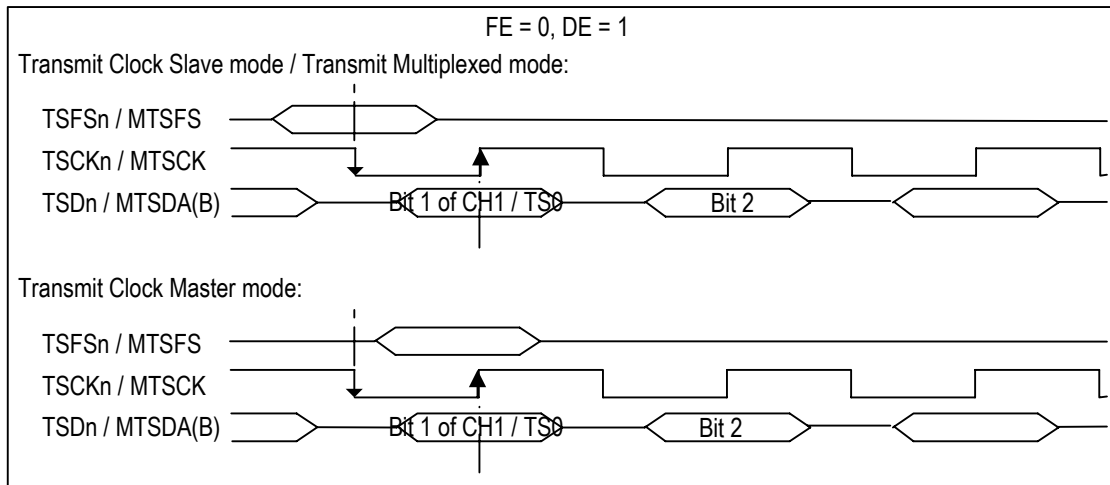 FE = 0, DE = 1
Transmit Clock Slave mode / Transmit Multiplexed mode:
TSFSn / MTSFS
TSCKn / MTSCK
TSDn / MTSDA(B)
Bit 1 of CH1 / TS0
Bit 2
Transmit Clock Master mode:
TSFSn / MTSFS
TSCKn / MTSCK
TSDn / MTSDA(B)
Bit 1 of CH1 / TS0
Bit 2